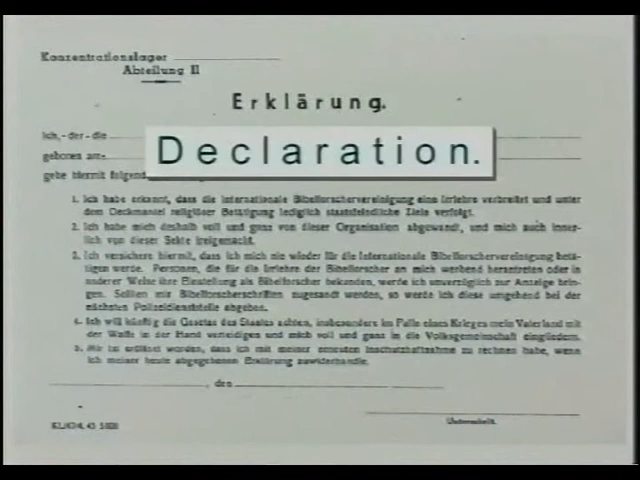 Konzentrationslager
Abteilung II
Erklärung.
Ich, - der - die
Declaration.
geboren am
gebe hiermit folgend
1. Ich habe erkannt, dass die Internationale Bibelforschervereinigung eine Irrlehre verbreitet und unter
dem Deckmantel religiöser Betätigung lediglich staatsfeindliche Ziele verfolgt.
2. Ich habe mich deshalb voll und ganz von dieser Organisation abgewandt, und mich auch inner-
lich von dieser Sekte freigemacht.
3. Ich versichere hiermit, dass ich mich nie wieder für die Internationale Bibelforschervereinigung betä-
tigen werde. Personen, die für die Irrlehre der Bibelforscher an mich werbend herantreten oder in
anderer Weise ihre Einstellung als Bibelforscher bekunden, werde ich unverzüglich zur Anzeige brin-
gen. Sollten mir Bibelforscherschriften zugesandt werden, so werde ich diese umgehend bei der
nächsten Polizeidienststelle abgeben.
4. Ich will künftig die Gesetze des Staates achten, insbesondere im Falle eines Krieges mein Vaterland mit
der Waffe in der Hand verteidigen und mich voll und ganz in die Volksgemeinschaft eingliedern.
5. Mir ist eröffnet worden, dass ich mit meiner erneuten Inschutzhaftnahme zu rechnen habe, wenn
ich meiner heute abgegebenen Erklärung zuwiderhandle.
, den
Unterschrift.